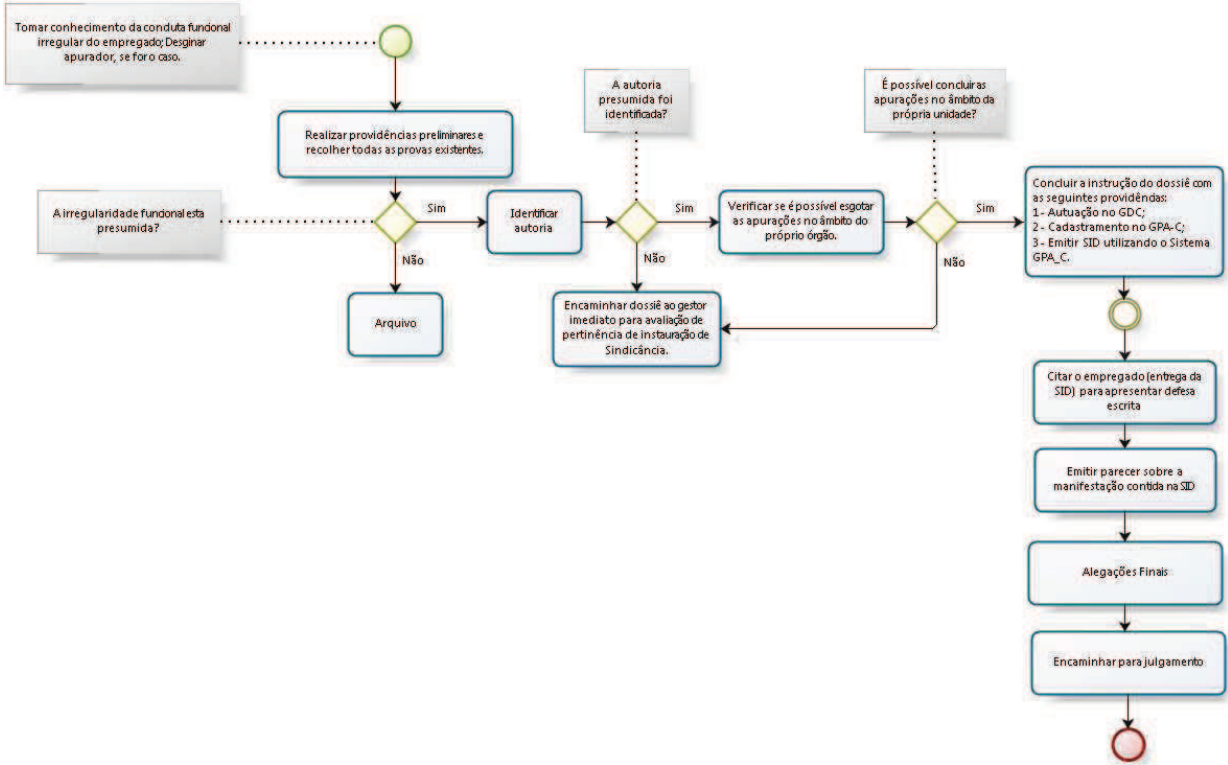 Tomar conhecimento da conduta funcional
irregular do empregado; Desginar
apurador, se for o caso.
Realizar providências preliminares e
recolher todas as provas existentes.
A irregularidade funcional esta
presumida?
Sim
Não
Arquivo
Identificar
autoria
A autoria
presumida foi
identificada?
Sim
Não
Encaminhar dossiê ao gestor
imediato para avaliação de
pertinência de instauração de
Sindicância.
Verificar se é possível esgotar
as apurações no âmbito do
próprio órgão.
É possível concluir as
apurações no âmbito da
própria unidade?
Sim
Não
Concluir a instrução do dossiê com
as seguintes providências:
1- Autuação no GDC;
2- Cadastramento no GPA-C;
3- Emitir SID utilizando o Sistema
GPA_C.
Citar o empregado (entrega da
SID) para apresentar defesa
escrita
Emitir parecer sobre a
manifestação contida na SID
Alegações Finais
Encaminhar para julgamento